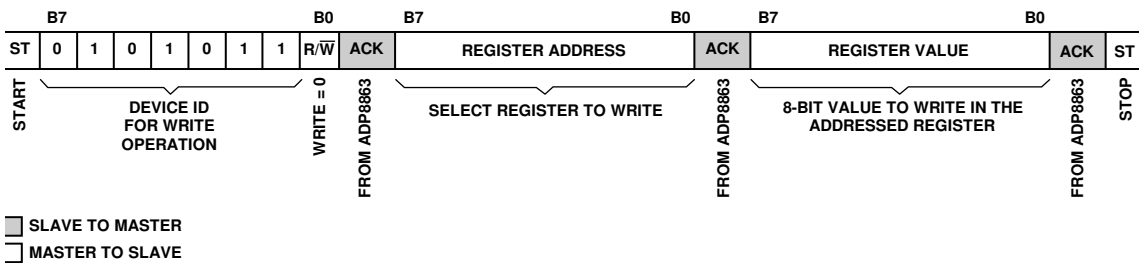 B7 B0 B7 B0 B7 B0
ST 0 1 0 1 0 1 1 R/W̅ ACK REGISTER ADDRESS ACK REGISTER VALUE ACK ST
START
DEVICE ID
FOR WRITE
OPERATION
WRITE = 0
FROM ADP8863
SELECT REGISTER TO WRITE
FROM ADP8863
8-BIT VALUE TO WRITE IN THE
ADDRESSED REGISTER
FROM ADP8863
STOP
SLAVE TO MASTER
MASTER TO SLAVE